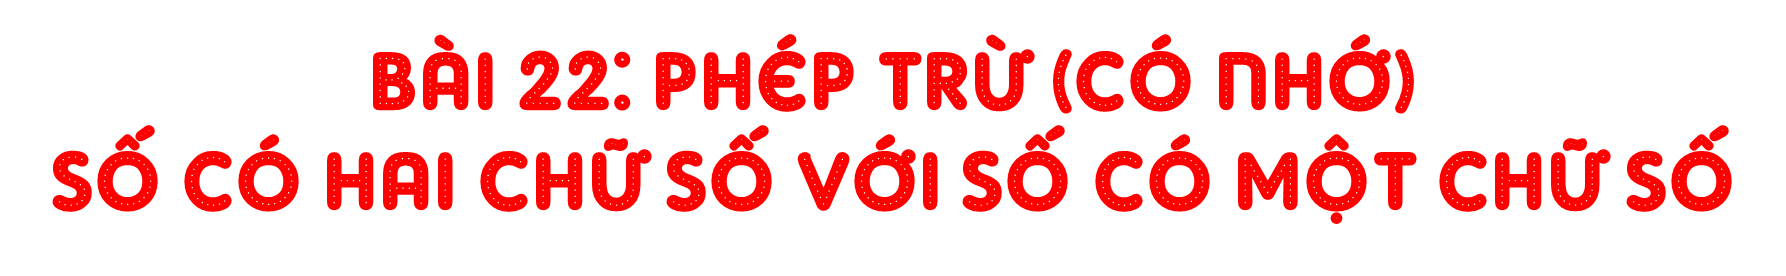 BÀI 22: PHÉP TRỪ (CÓ NHỚ)
SỐ CÓ HAI CHỮ SỐ VỚI SỐ CÓ MỘT CHỮ SỐ